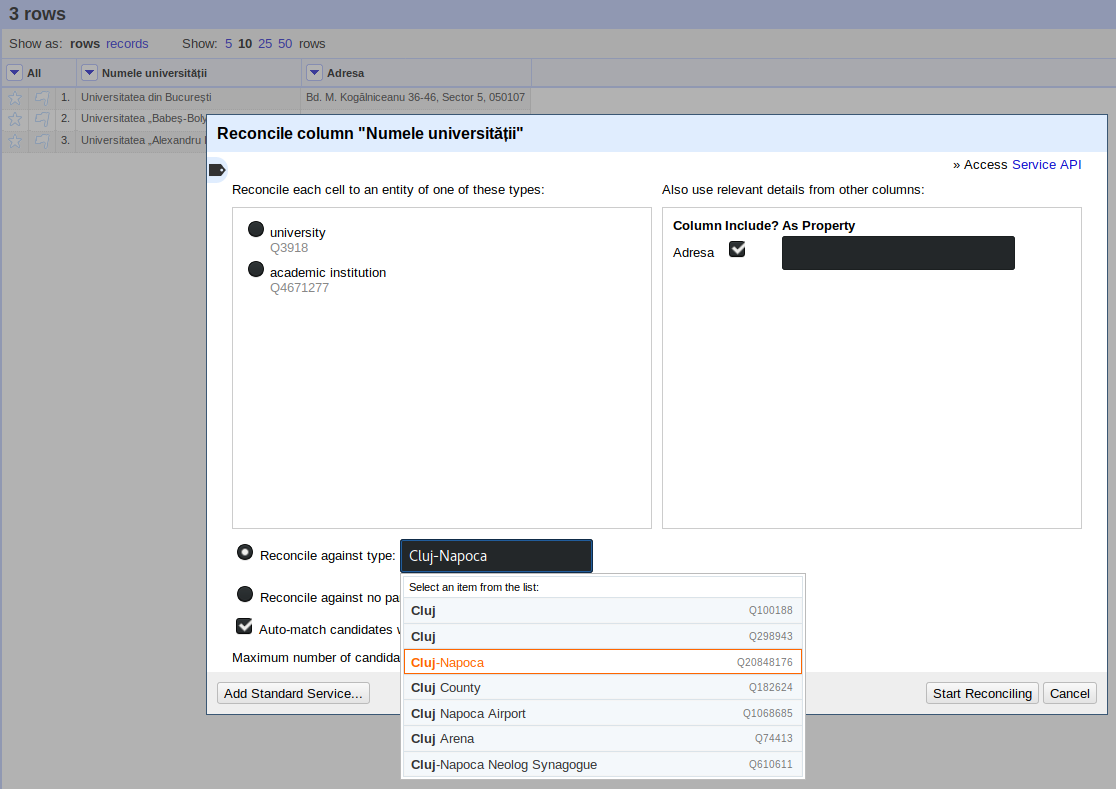 3 rows
Show as: rows records Show: 5 10 25 50 rows
All Numele universității Adresa
1. Universitatea din București Bd. M. Kogălniceanu 36-46, Sector 5, 050107
2. Universitatea „Babeș-Boly
3. Universitatea „Alexandru
Reconcile column "Numele universității"
» Access Service API
Reconcile each cell to an entity of one of these types:
university
Q3918
academic institution
Q4671277
Also use relevant details from other columns:
Column Include? As Property
Adresa
Reconcile against type: Cluj-Napoca
Reconcile against no pa
Auto-match candidates
Maximum number of candida
Select an item from the list:
Cluj Q100188
Cluj Q298943
Cluj-Napoca Q20848176
Cluj County Q182624
Cluj Napoca Airport Q1068685
Cluj Arena Q74413
Cluj-Napoca Neolog Synagogue Q610611
Add Standard Service... Start Reconciling Cancel